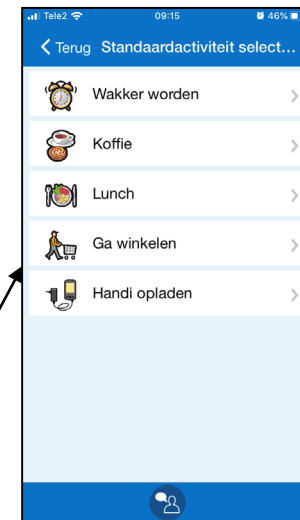 Tele2 09:15 46%
Terug Standaardactiviteit select...
Wakker worden
Koffie
Lunch
Ga winkelen
Handi opladen